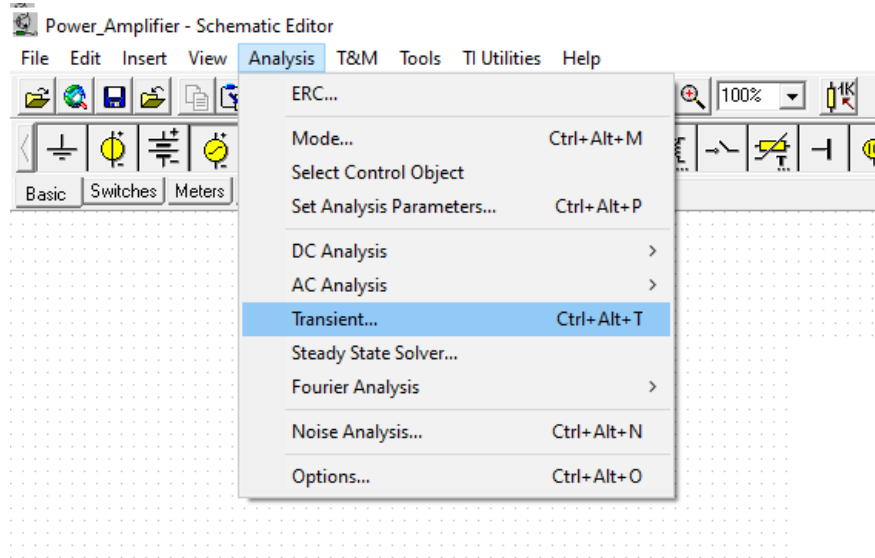 Power_Amplifier - Schematic Editor
File Edit Insert View Analysis T&M Tools TI Utilities Help
ERC...
100%
1K
Mode... Ctrl+Alt+M
Select Control Object
Basic Switches Meters
Set Analysis Parameters... Ctrl+Alt+P
DC Analysis
AC Analysis
Transient... Ctrl+Alt+T
Steady State Solver...
Fourier Analysis
Noise Analysis... Ctrl+Alt+N
Options... Ctrl+Alt+O